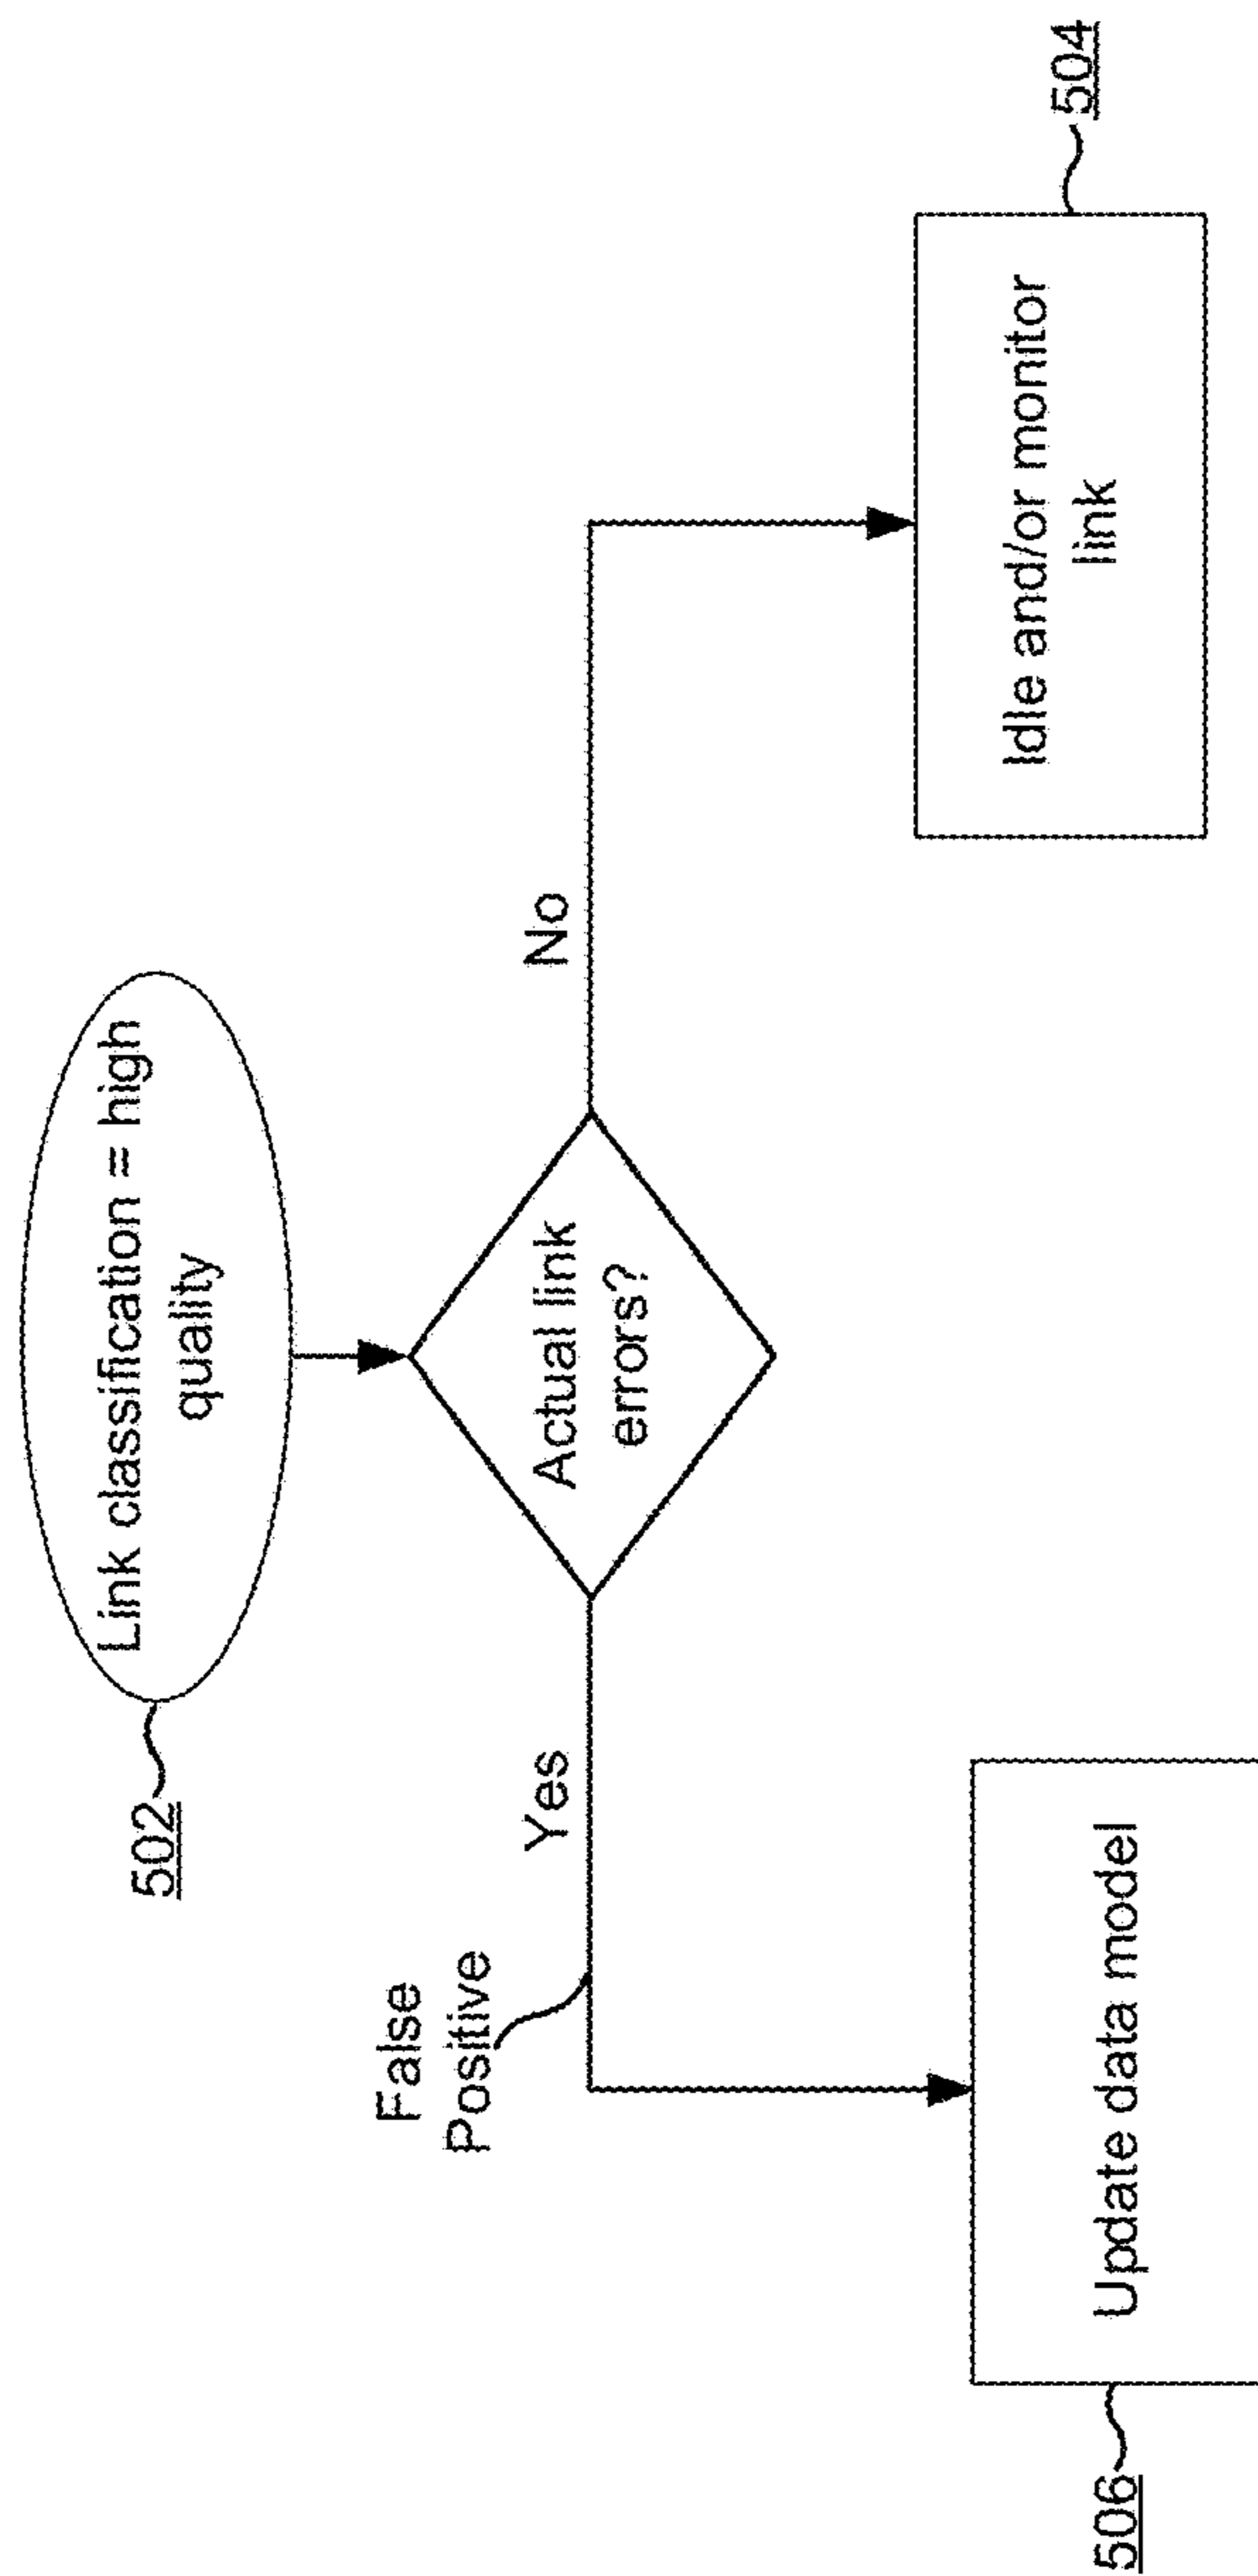 Link classification = high
quality
502
Actual link
errors?
Yes
No
False
Positive
Update data model
506
Idle and/or monitor
link
504